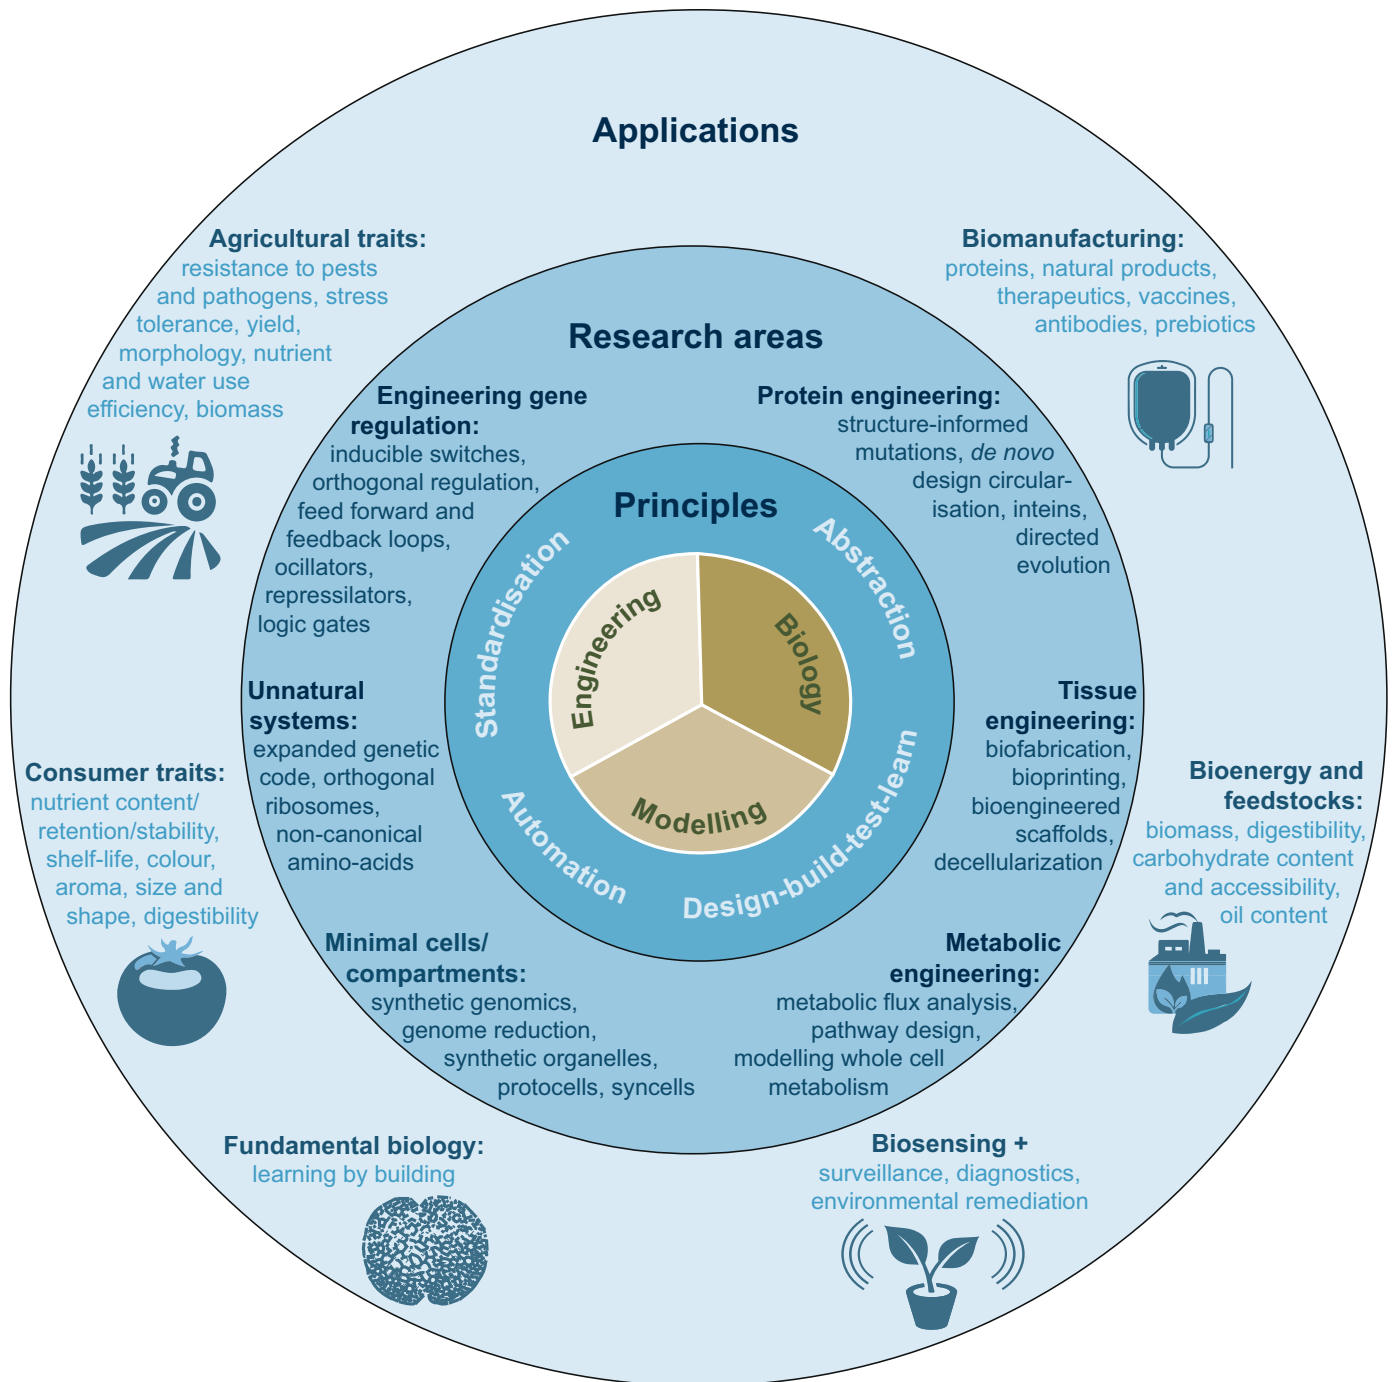 Applications
Agricultural traits:
resistance to pests
and pathogens, stress
tolerance, yield,
morphology, nutrient
and water use
efficiency, biomass
Biomanufacturing:
proteins, natural products,
therapeutics, vaccines,
antibodies, prebiotics
Research areas
Engineering gene
regulation:
inducible switches,
orthogonal regulation,
feed forward and
feedback loops,
ocillators,
repressilators,
logic gates
Protein engineering:
structure-informed
mutations, de novo
design circular-
isation, inteins,
directed
evolution
Principles
Standardisation
Abstraction
Engineering
Biology
Modelling
Automation
Design-build-test-learn
Unnatural
systems:
expanded genetic
code, orthogonal
ribosomes,
non-canonical
amino-acids
Tissue
engineering:
biofabrication,
bioprinting,
bioengineered
scaffolds,
decellularization
Consumer traits:
nutrient content/
retention/stability,
shelf-life, colour,
aroma, size and
shape, digestibility
Bioenergy and
feedstocks:
biomass, digestibility,
carbohydrate content
and accessibility,
oil content
Minimal cells/
compartments:
synthetic genomics,
genome reduction,
synthetic organelles,
protocells, syncells
Metabolic
engineering:
metabolic flux analysis,
pathway design,
modelling whole cell
metabolism
Fundamental biology:
learning by building
Biosensing +
surveillance, diagnostics,
environmental remediation